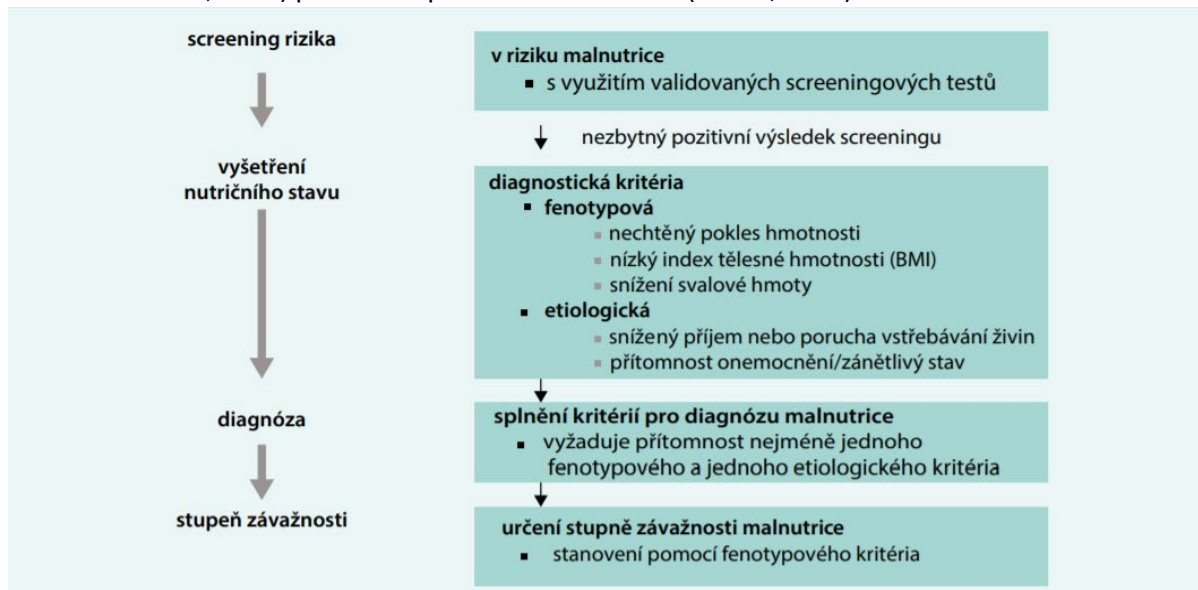 screening rizika
v riziku malnutrice
▪ s využitím validovaných screeningových testů
nezbytný pozitivní výsledek screeningu
vyšetření
nutričního stavu
diagnostická kritéria
▪ fenotypová
▪ nechtěný pokles hmotnosti
▪ nízký index tělesné hmotnosti (BMI)
▪ snížení svalové hmoty
▪ etiologická
▪ snížený příjem nebo porucha vstřebávání živin
▪ přítomnost onemocnění/zánětlivý stav
diagnóza
splnění kritérií pro diagnózu malnutrice
▪ vyžaduje přítomnost nejméně jednoho
fenotypového a jednoho etiologického kritéria
stupeň závažnosti
určení stupně závažnosti malnutrice
▪ stanovení pomocí fenotypového kritéria